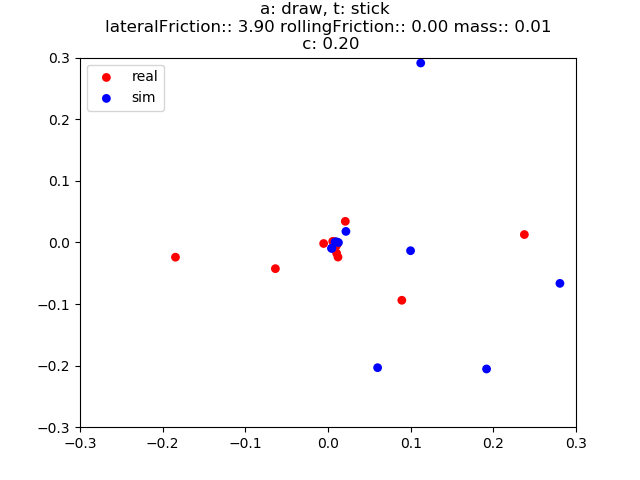 a: draw, t: stick
lateralFriction:: 3.90 rollingFriction:: 0.00 mass:: 0.01
c: 0.20
real
sim
0.3
0.2
0.1
0.0
−0.1
−0.2
−0.3
−0.3
−0.2
−0.1
0.0
0.1
0.2
0.3